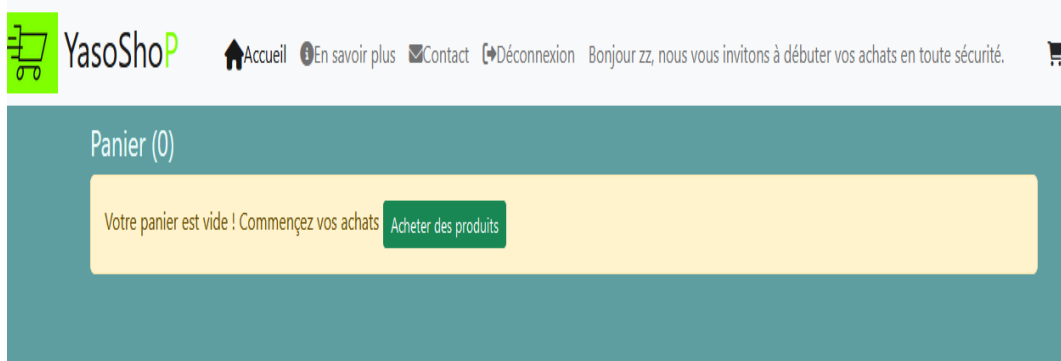 YasoShoP Accueil En savoir plus Contact Déconnexion Bonjour zz, nous vous invitons à débuter vos achats en toute sécurité.
Panier (0)
Votre panier est vide ! Commençez vos achats Acheter des produits